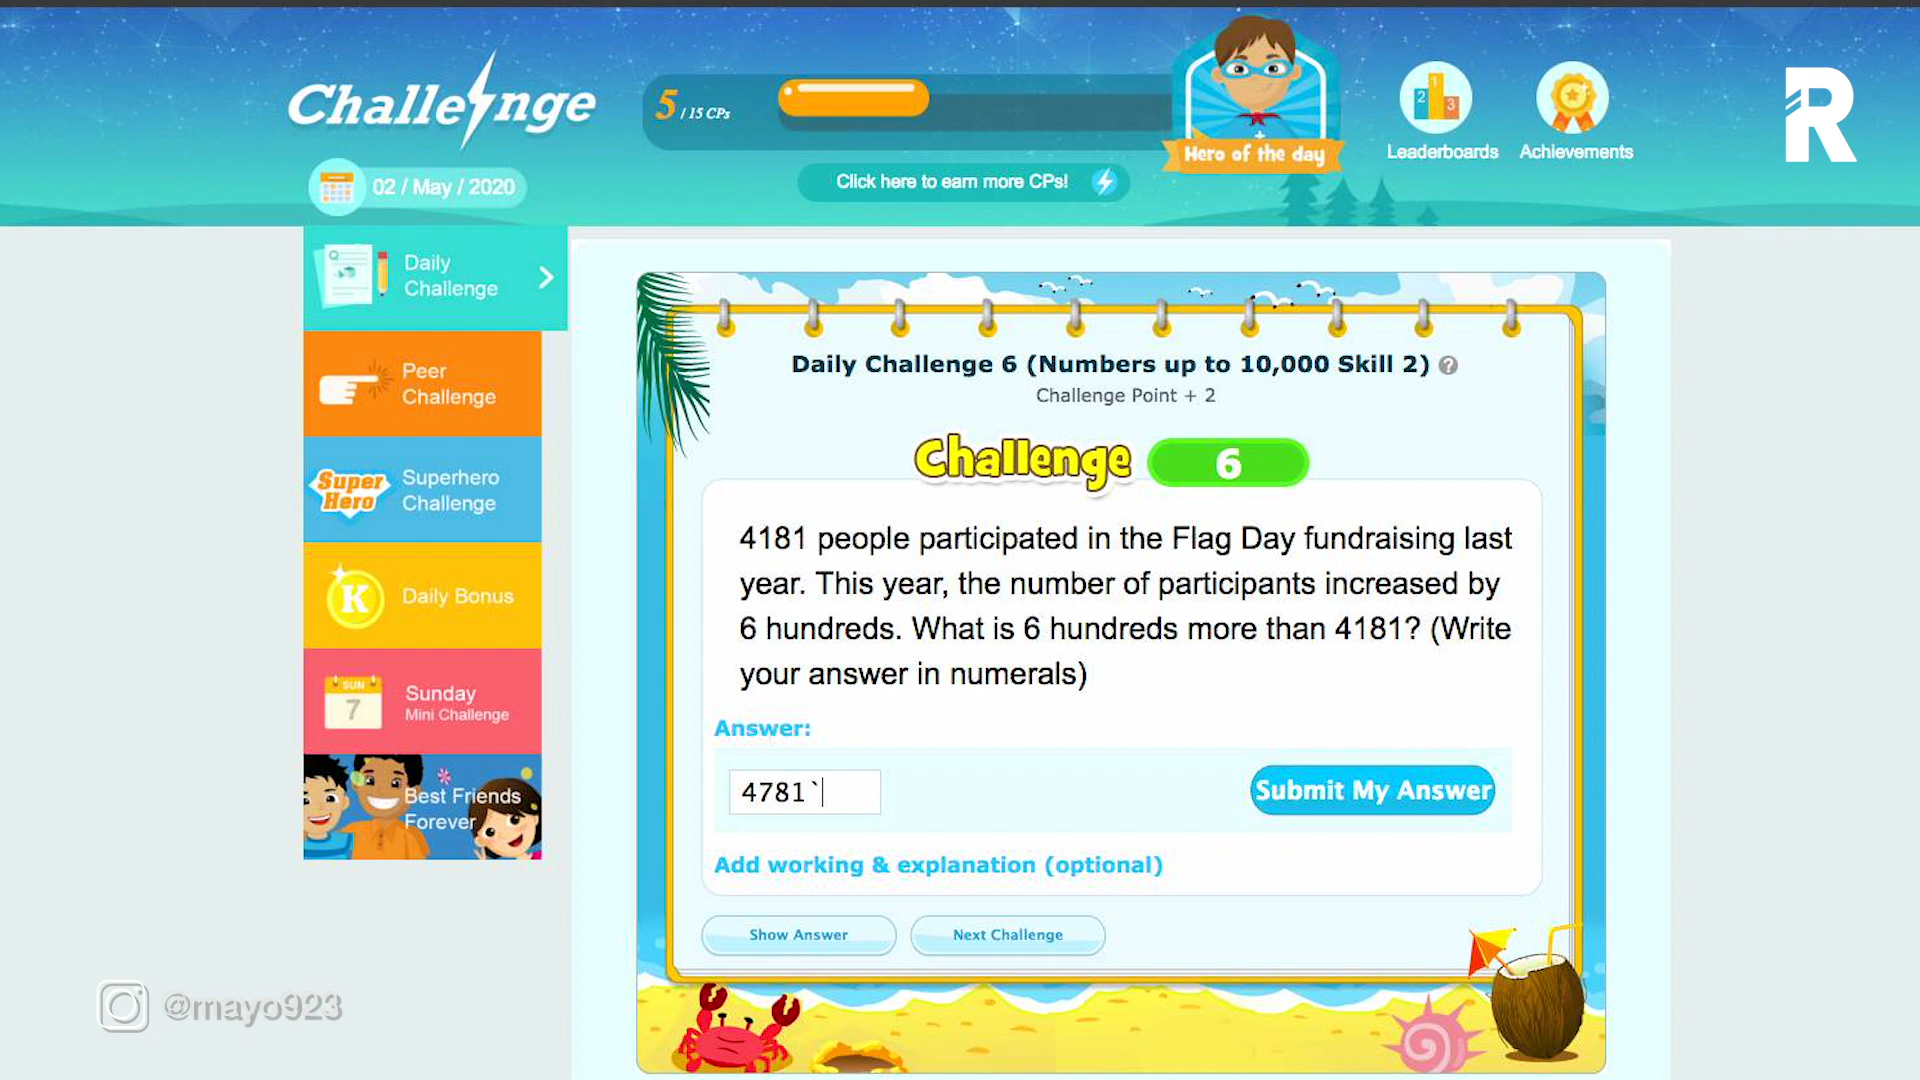 Challenge
5 / 15 CPs
Hero of the day
1
2
3
Leaderboards
Achievements
R
02 / May / 2020
Click here to earn more CPs!
Daily
Challenge
Peer
Challenge
Super
Hero
Superhero
Challenge
K
Daily Bonus
SUN
7
Sunday
Mini Challenge
Best Friends
Forever
Daily Challenge 6 (Numbers up to 10,000 Skill 2) ?
Challenge Point + 2
Challenge 6
4181 people participated in the Flag Day fundraising last
year. This year, the number of participants increased by
6 hundreds. What is 6 hundreds more than 4181? (Write
your answer in numerals)
Answer:
4781`
Submit My Answer
Add working & explanation (optional)
Show Answer
Next Challenge
@mayo923